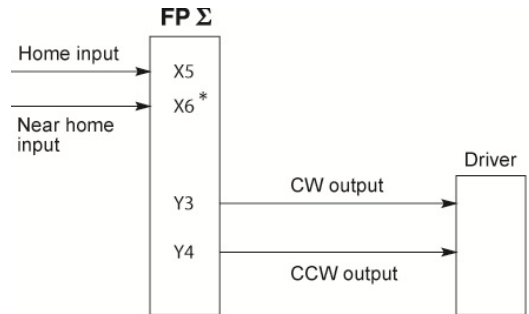 FP Σ
Home input
X5
X6 *
Near home
input
Driver
Y3
CW output
Y4
CCW output